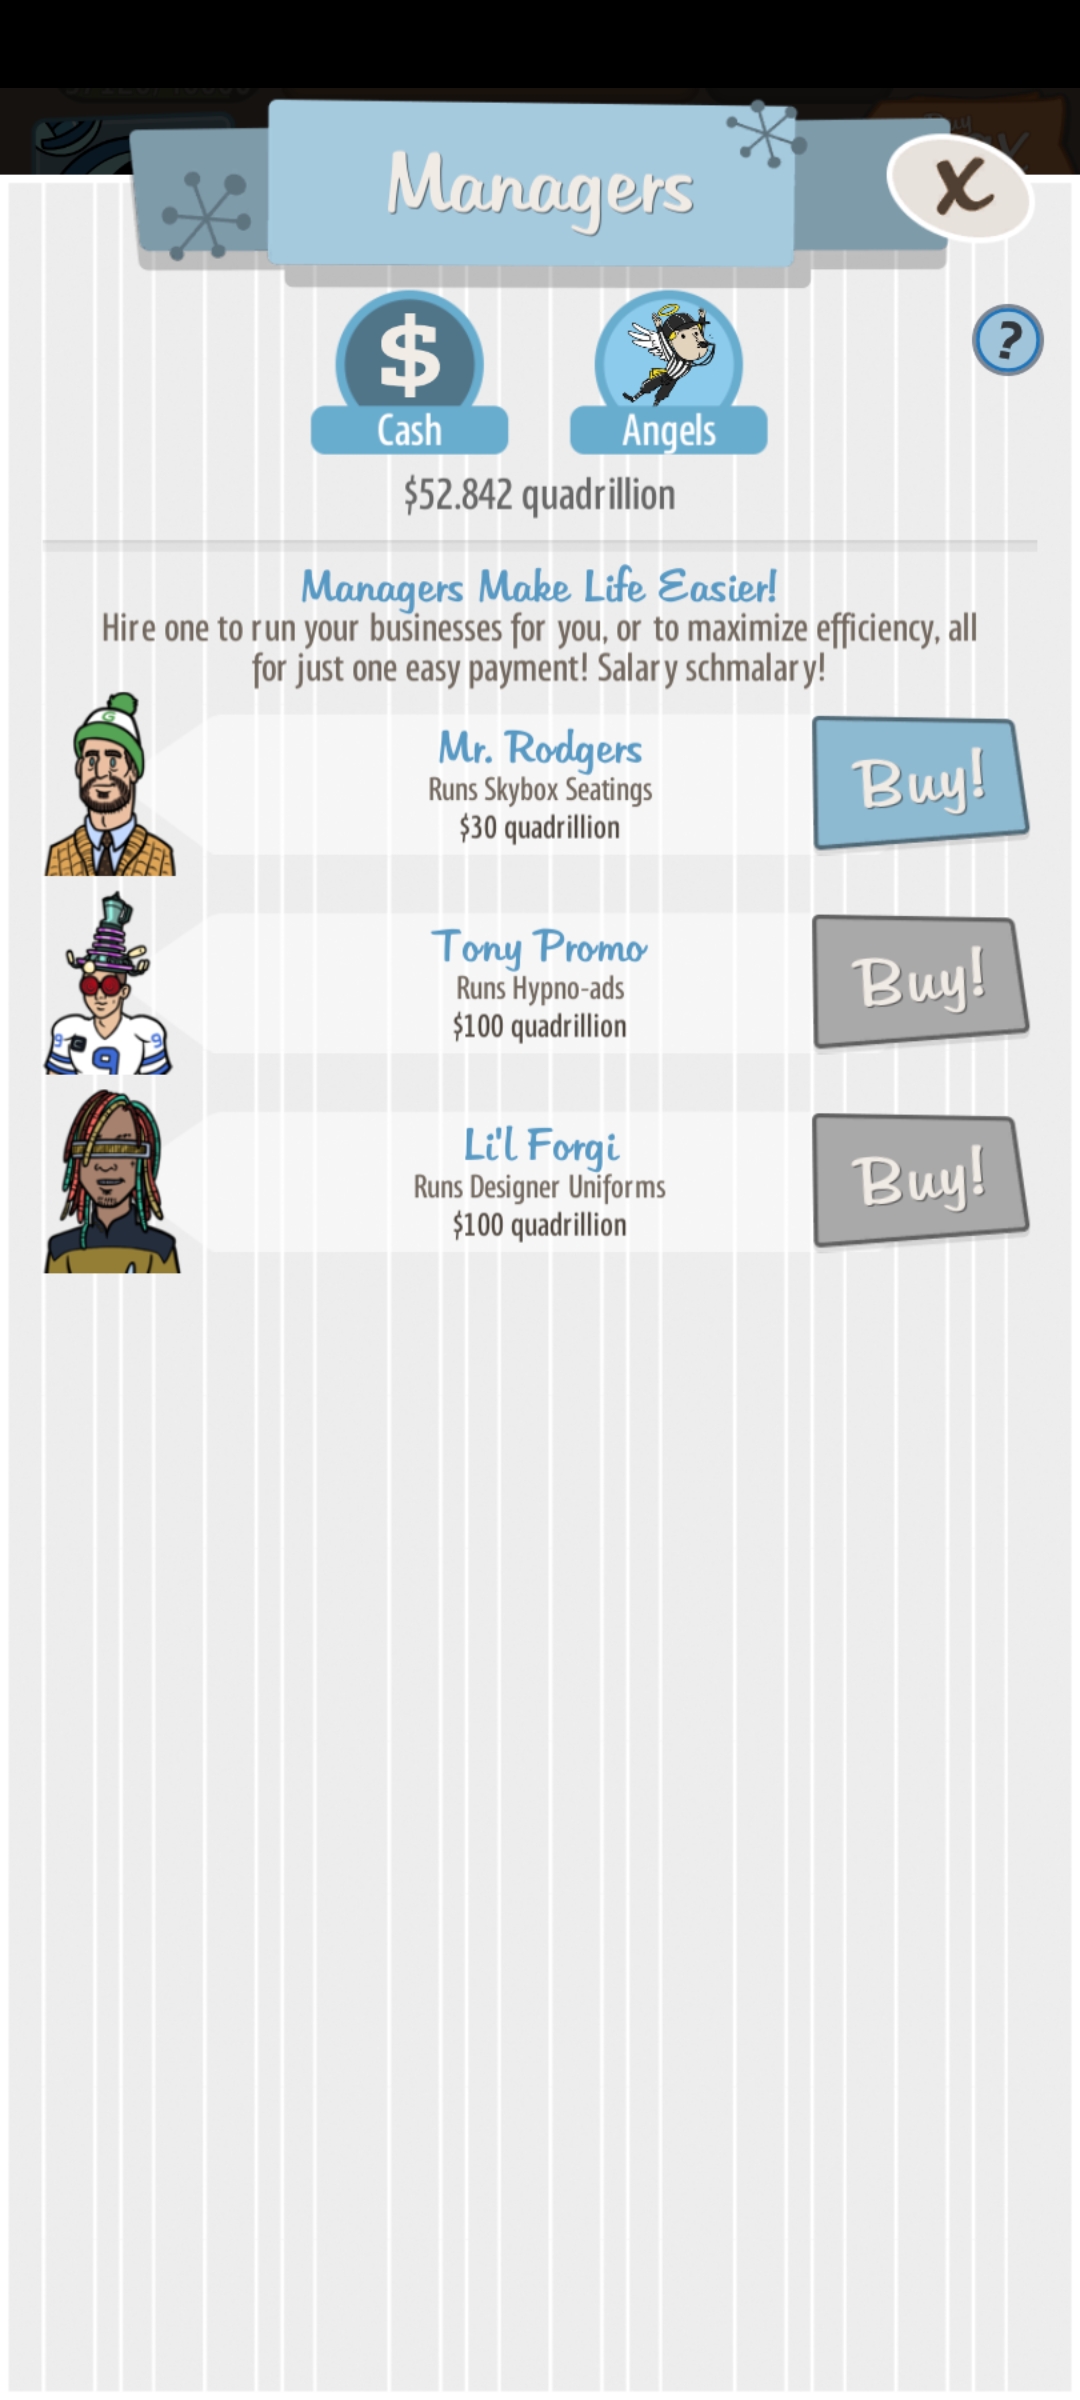 Managers
X
Cash
Angels
?
$52.842 quadrillion
Managers Make Life Easier!
Hire one to run your businesses for you, or to maximize efficiency, all
for just one easy payment! Salary schmalary!
Mr. Rodgers
Runs Skybox Seatings
$30 quadrillion
Buy!
Tony Promo
Runs Hypno-ads
$100 quadrillion
Buy!
Li'l Forgi
Runs Designer Uniforms
$100 quadrillion
Buy!